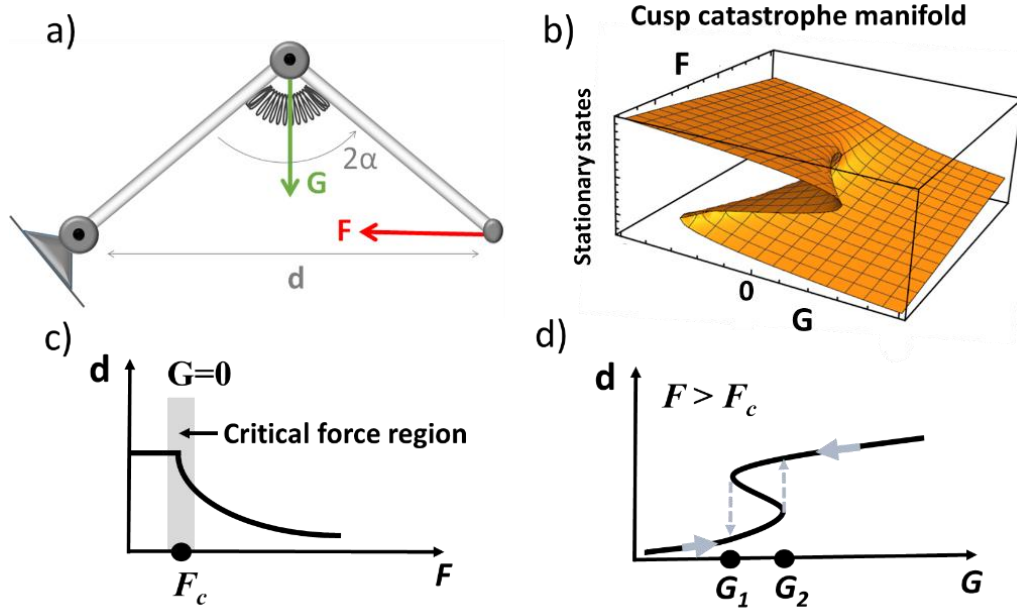 a)
G
2α
F
d
b)
Cusp catastrophe manifold
F
Stationary states
0
G
c)
d
G=0
Critical force region
F
F_c
d)
d
F > F_c
G_1
G_2
G